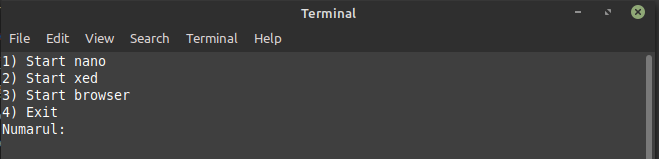 Terminal
File Edit View Search Terminal Help
1) Start nano
2) Start xed
3) Start browser
4) Exit
Numarul: